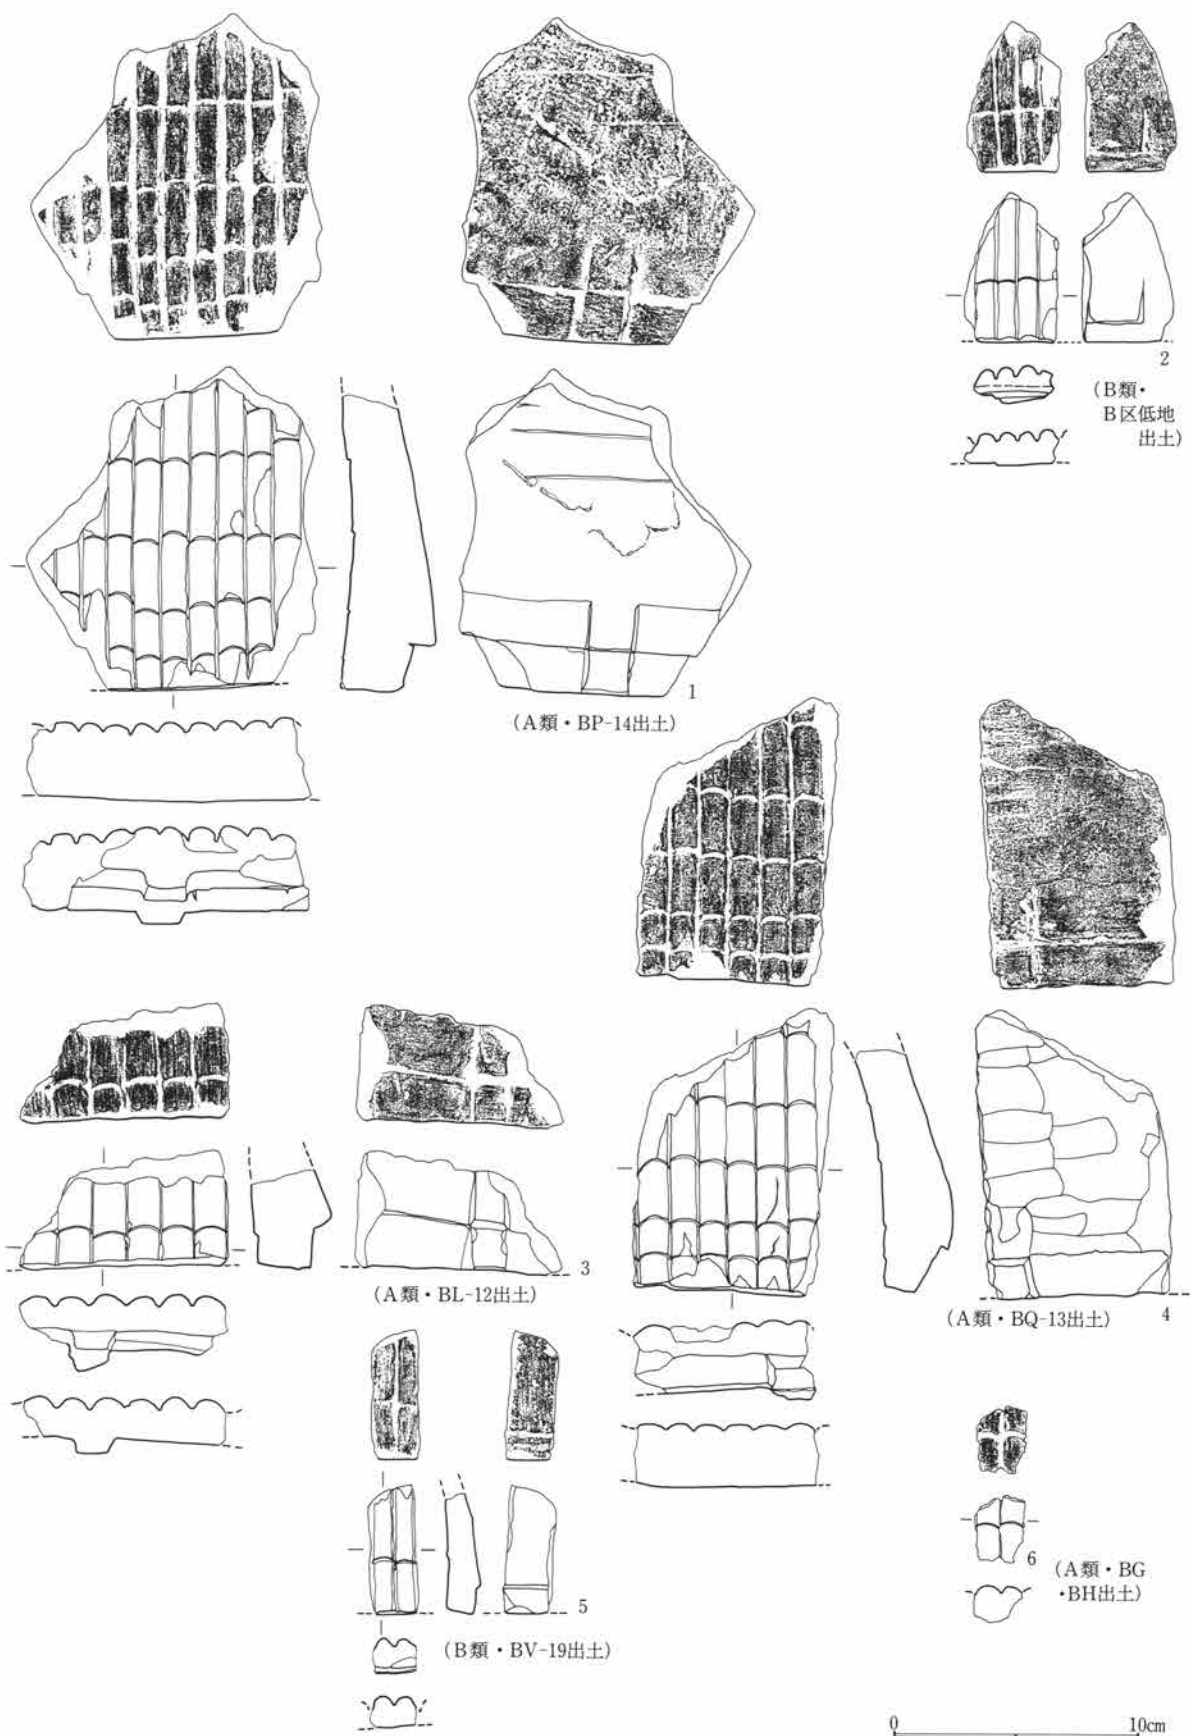 2
(B類・
B区低地
出土)
1
(A類・BP-14出土)
3
(A類・BL-12出土)
(A類・BQ-13出土)
4
5
(B類・BV-19出土)
6
(A類・BG
・BH出土)
0
10cm